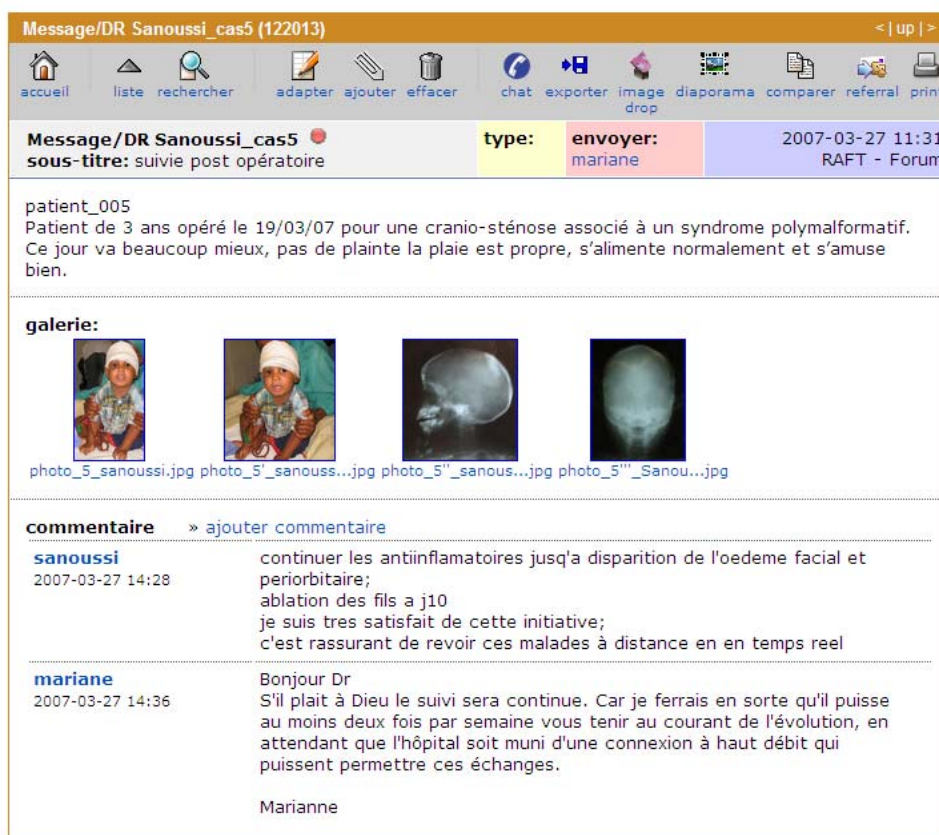 Message/DR Sanoussi_cas5 (122013) < | up | >
accueil liste rechercher adapter ajouter effacer chat exporter image drop diaporama comparer referral print
Message/DR Sanoussi_cas5 type: envoyer: 2007-03-27 11:31
sous-titre: suivie post opératoire mariane RAFT - Forum
patient_005
Patient de 3 ans opéré le 19/03/07 pour une cranio-sténose associé à un syndrome polymalformatif.
Ce jour va beaucoup mieux, pas de plainte la plaie est propre, s'alimente normalement et s'amuse
bien.
galerie:
photo_5_sanoussi.jpg photo_5'_sanouss...jpg photo_5''_sanous...jpg photo_5'''_Sanou...jpg
commentaire » ajouter commentaire
sanoussi
2007-03-27 14:28
continuer les antiinflamatoires jusq'a disparition de l'oedeme facial et
periorbitaire;
ablation des fils a j10
je suis tres satisfait de cette initiative;
c'est rassurant de revoir ces malades à distance en en temps reel
mariane
2007-03-27 14:36
Bonjour Dr
S'il plait à Dieu le suivi sera continue. Car je ferrais en sorte qu'il puisse
au moins deux fois par semaine vous tenir au courant de l'évolution, en
attendant que l'hôpital soit muni d'une connexion à haut débit qui
puissent permettre ces échanges.
Marianne